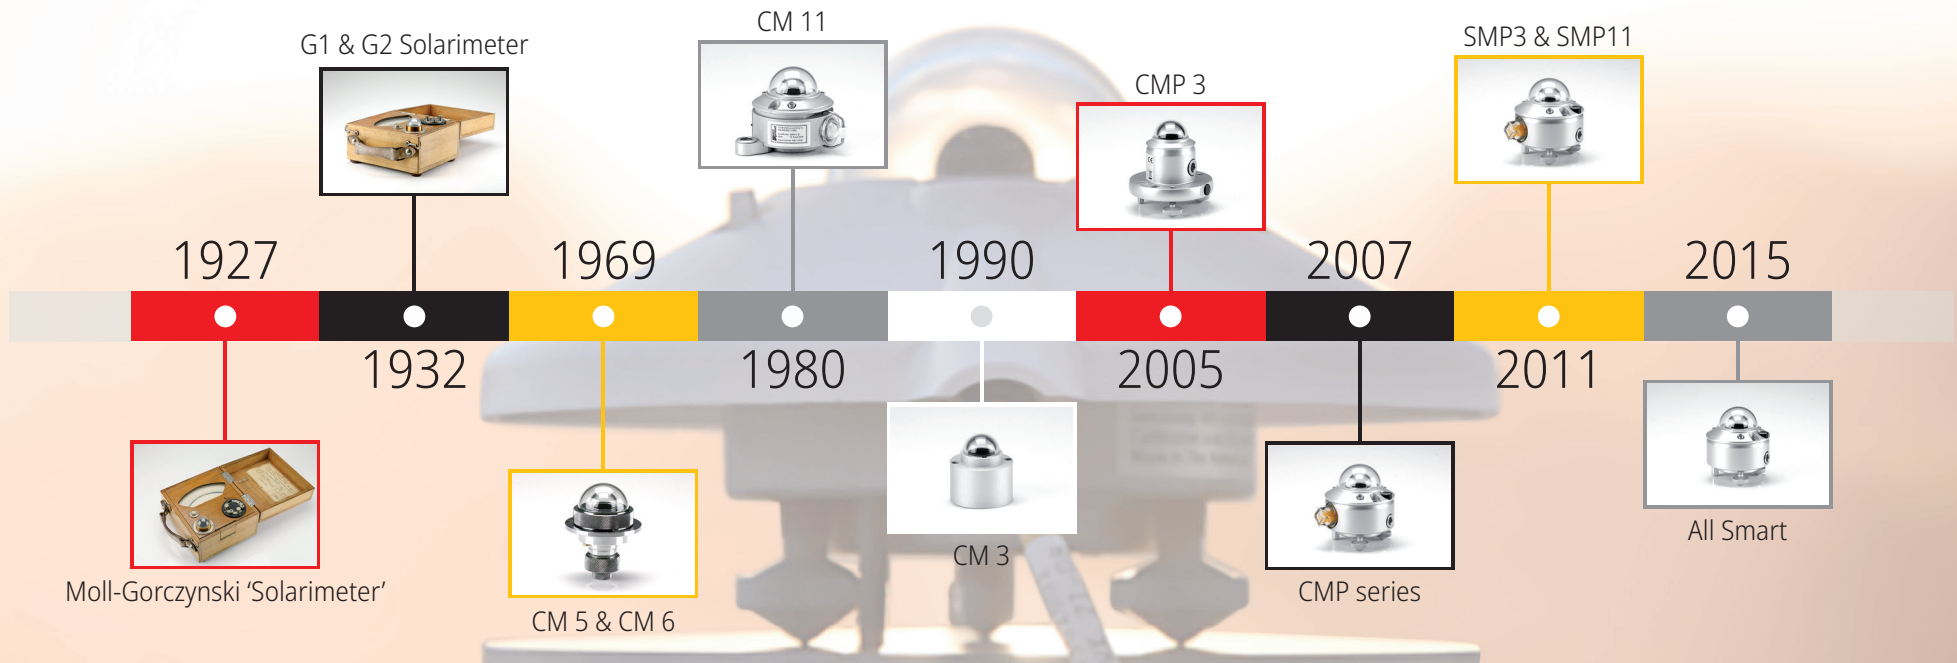 G1 & G2 Solarimeter
CM 11
CMP 3
SMP3 & SMP11
1927
1969
1990
2007
2015
1932
1980
2005
2011
Moll-Gorczynski ‘Solarimeter’
CM 5 & CM 6
CM 3
CMP series
All Smart